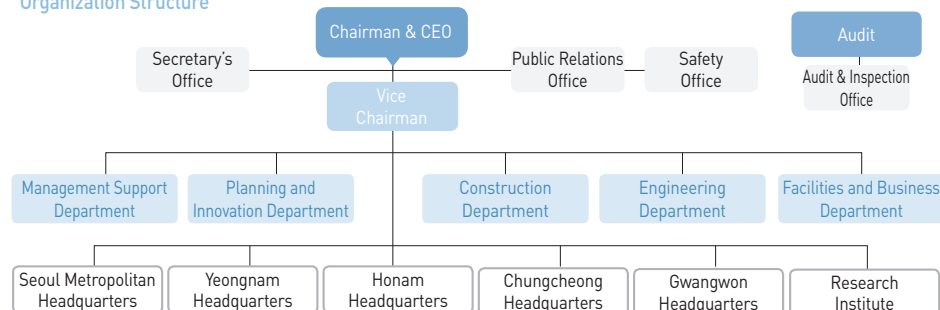 Organization Structure
Chairman & CEO
Audit
Secretary's
Office
Public Relations
Office
Safety
Office
Audit & Inspection
Office
Vice
Chairman
Management Support
Department
Planning and
Innovation Department
Construction
Department
Engineering
Department
Facilities and Business
Department
Seoul Metropolitan
Headquarters
Yeongnam
Headquarters
Honam
Headquarters
Chungcheong
Headquarters
Gwangwon
Headquarters
Research
Institute